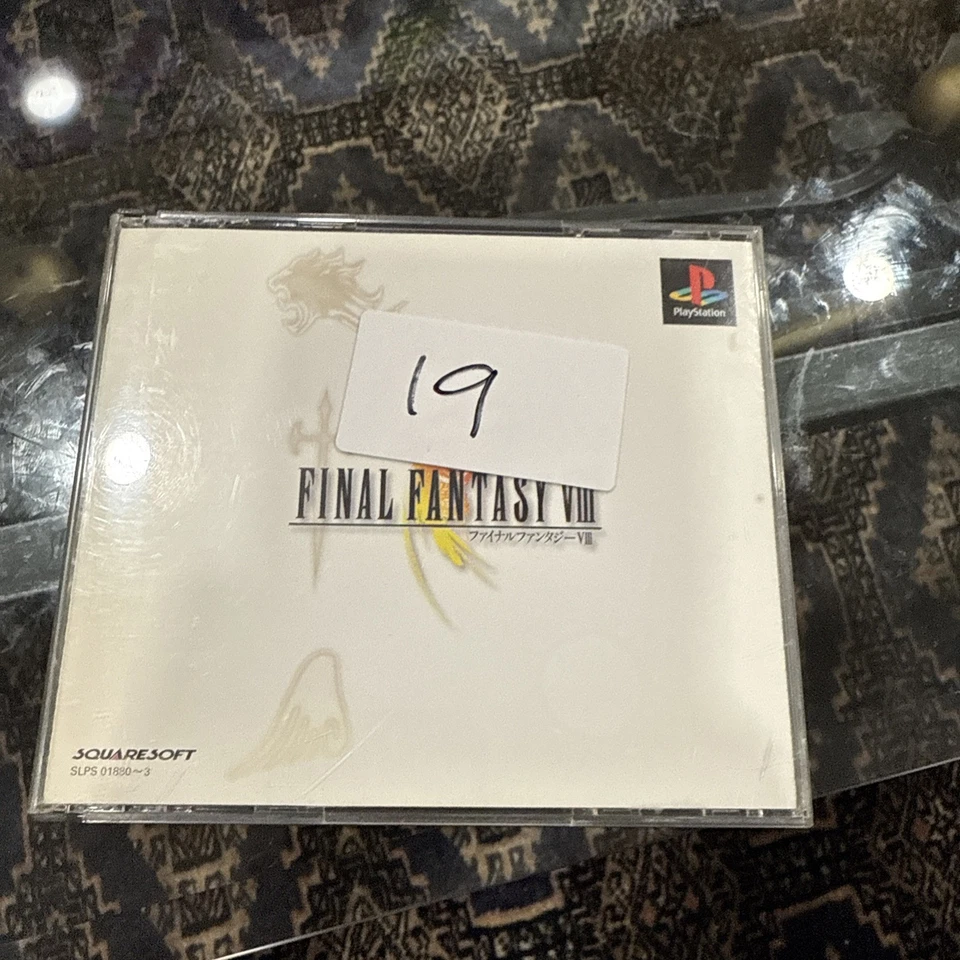 PlayStation
19
FINAL FANTASY VIII
ファイナルファンタジーVIII
SQUARESOFT
SLPS 01880~3